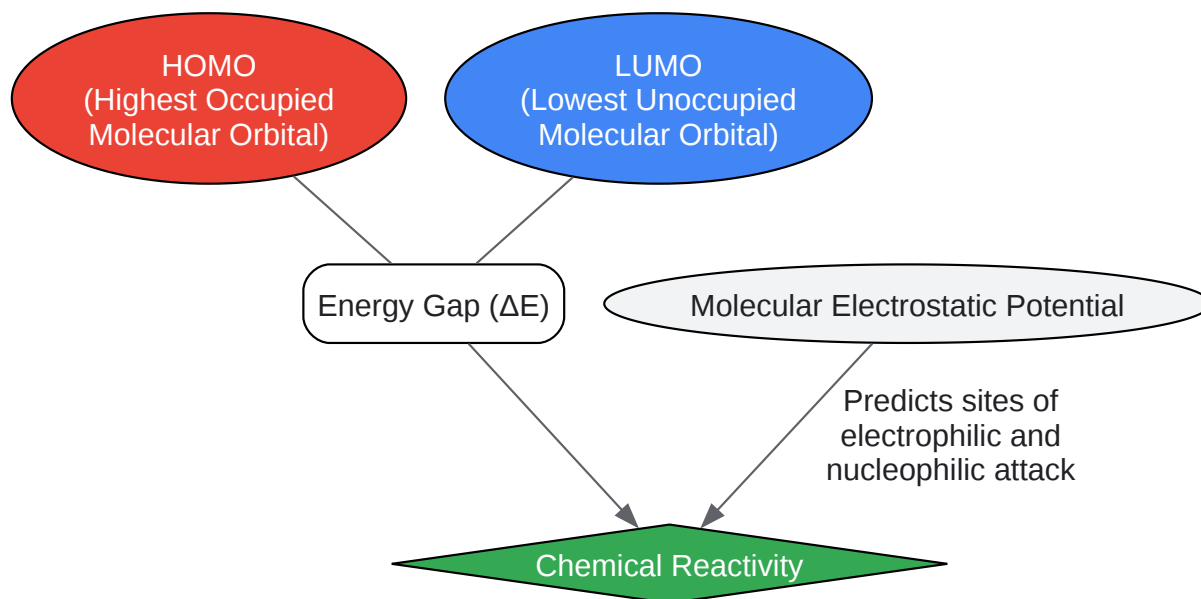 HOMO
(Highest Occupied
Molecular Orbital)
LUMO
(Lowest Unoccupied
Molecular Orbital)
Energy Gap (ΔE)
Molecular Electrostatic Potential
Predicts sites of
electrophilic and
nucleophilic attack
Chemical Reactivity